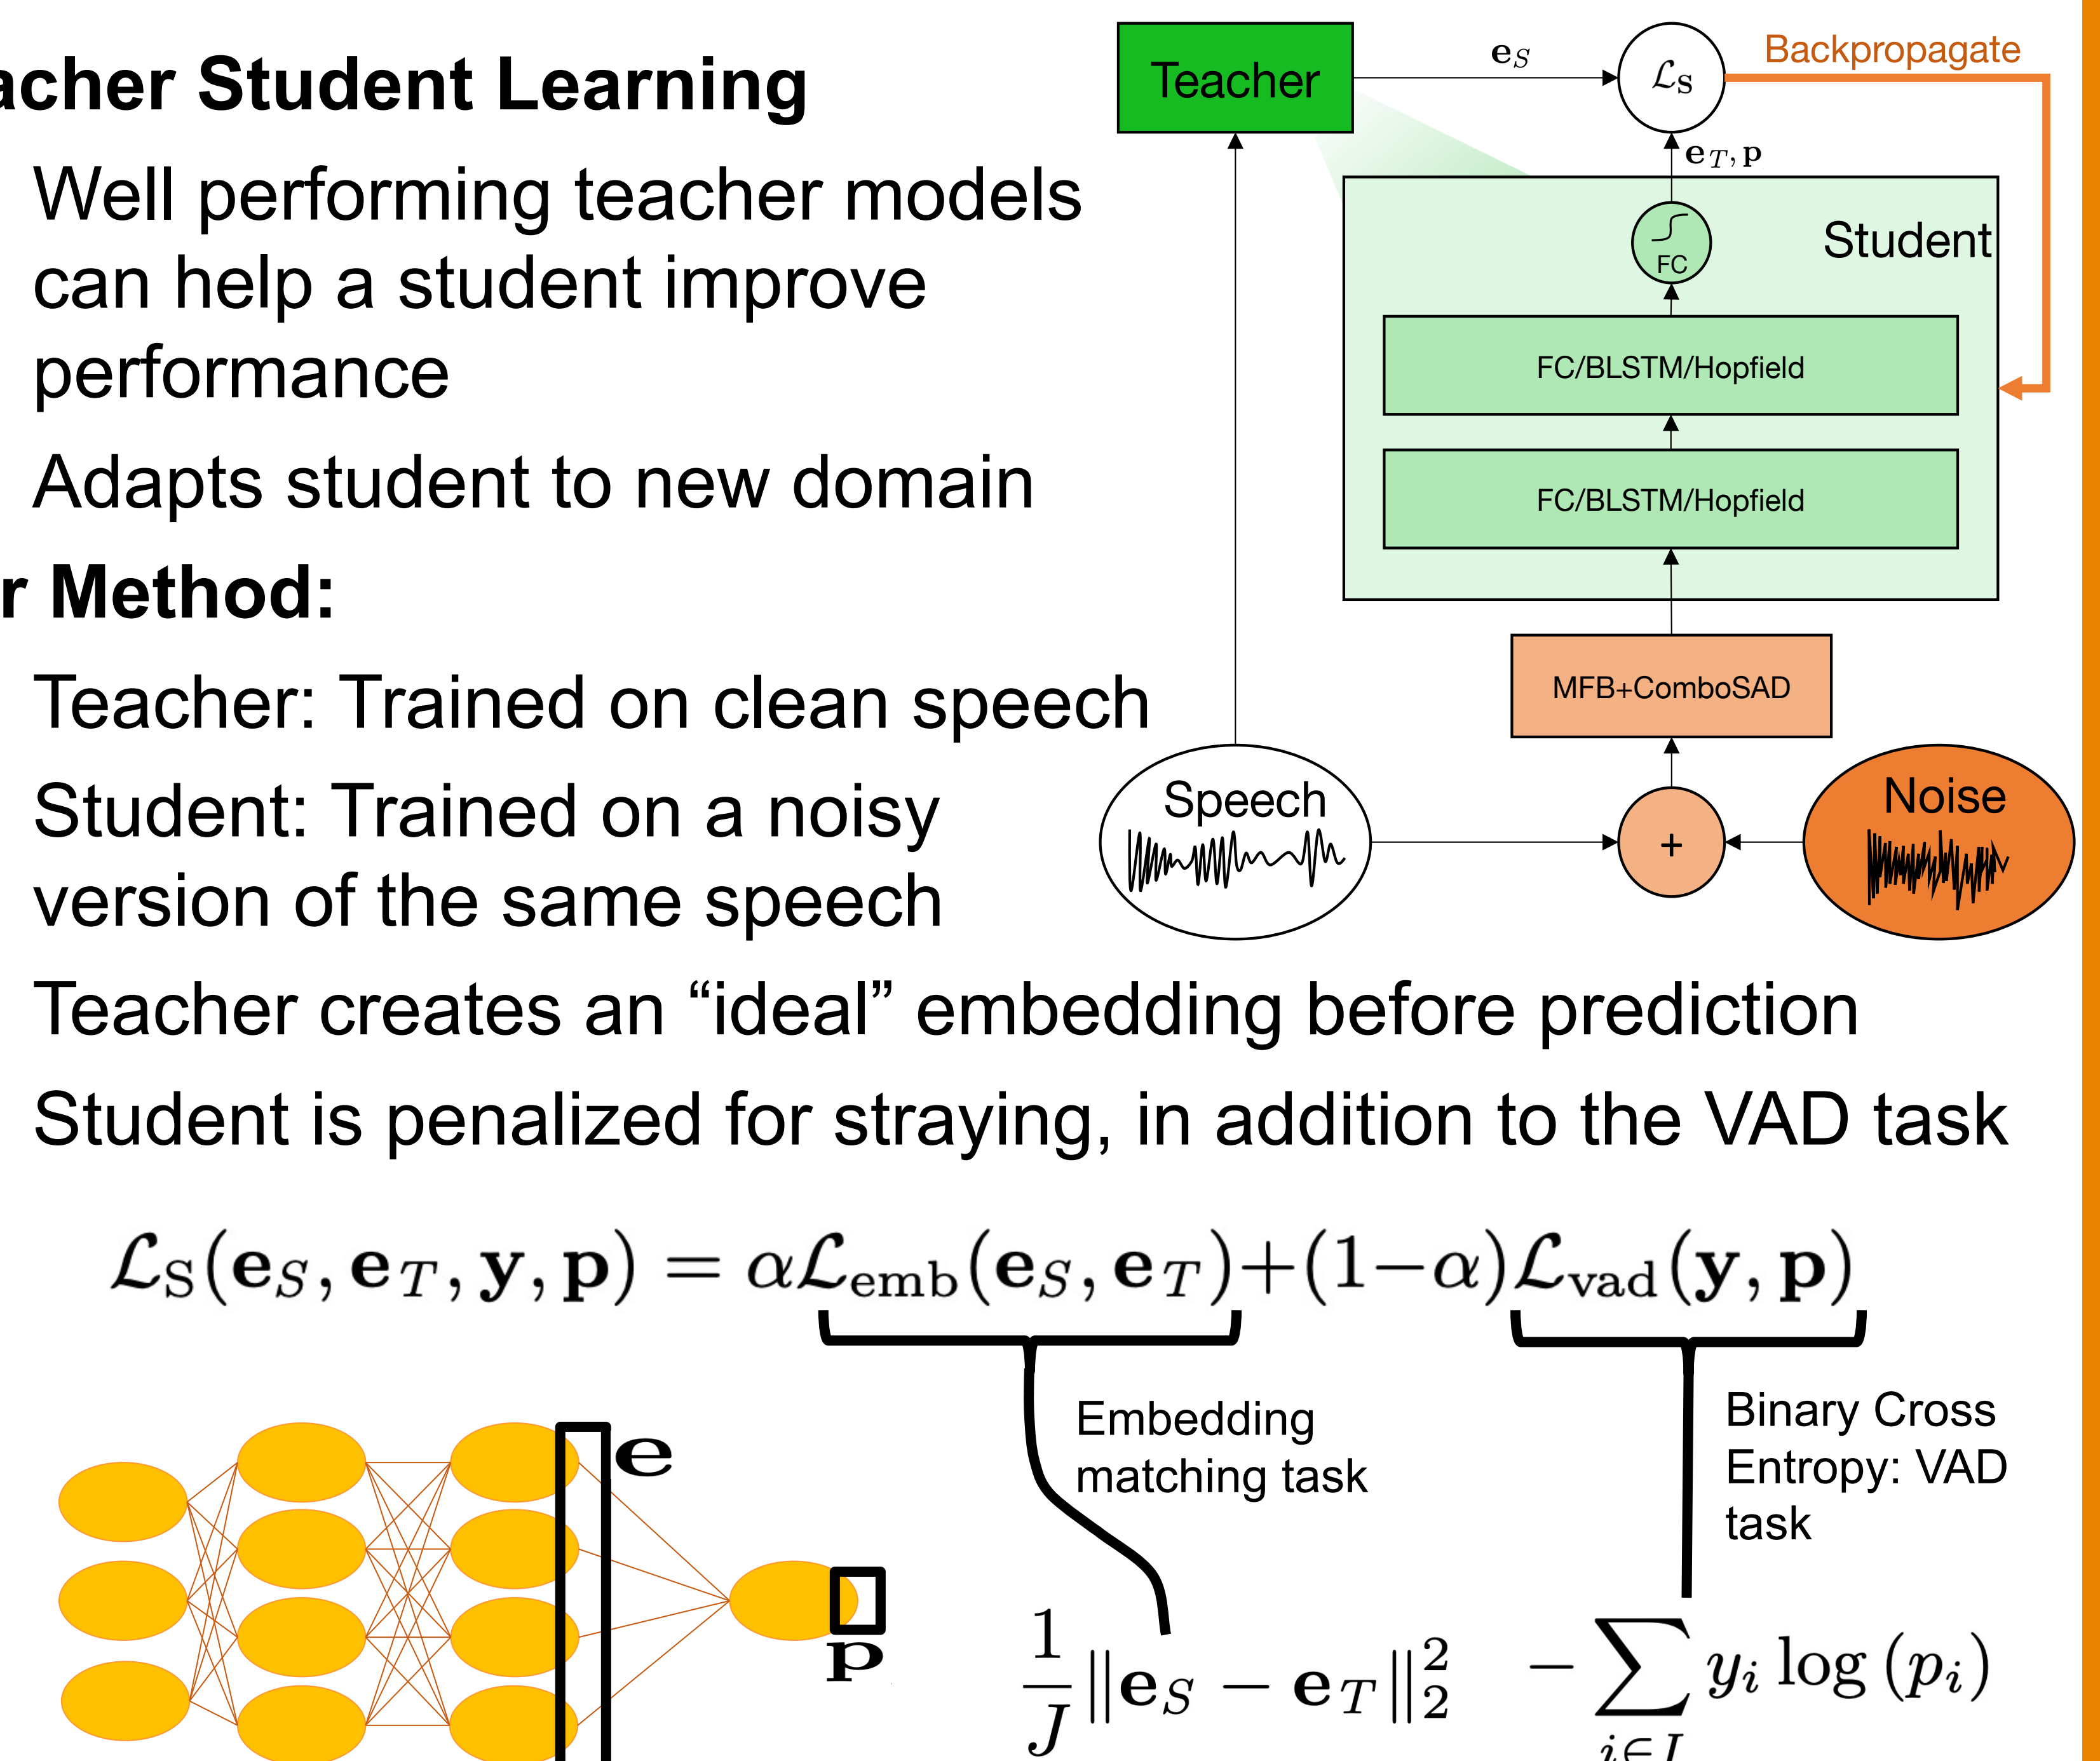 acher Student Learning
Well performing teacher models
can help a student improve
performance
Adapts student to new domain
r Method:
Teacher: Trained on clean speech
Student: Trained on a noisy
version of the same speech
Teacher creates an “ideal” embedding before prediction
Student is penalized for straying, in addition to the VAD task
Teacher
e_S
ℒ_S
Backpropagate
e_T, p
Student
FC
FC/BLSTM/Hopfield
FC/BLSTM/Hopfield
MFB+ComboSAD
Speech
+
Noise
ℒ_S(e_S, e_T, y, p) = αℒ_emb(e_S, e_T)+(1−α)ℒ_vad(y, p)
Embedding
matching task
Binary Cross
Entropy: VAD
task
e
p
1/J ‖e_S − e_T‖_2^2
− ∑_{i∈I} y_i log (p_i)